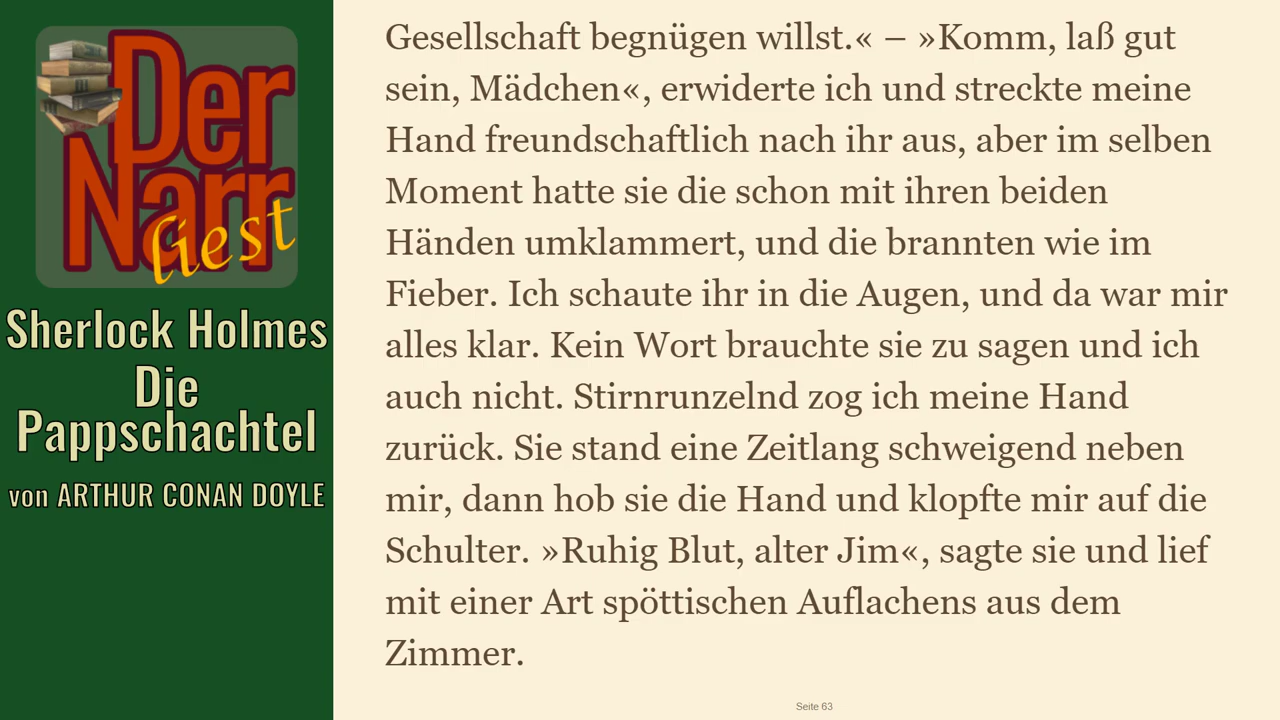 Der
Narr
liest
Sherlock Holmes
Die
Pappschachtel
von ARTHUR CONAN DOYLE
Gesellschaft begnügen willst.« – »Komm, laß gut
sein, Mädchen«, erwiderte ich und streckte meine
Hand freundschaftlich nach ihr aus, aber im selben
Moment hatte sie die schon mit ihren beiden
Händen umklammert, und die brannten wie im
Fieber. Ich schaute ihr in die Augen, und da war mir
alles klar. Kein Wort brauchte sie zu sagen und ich
auch nicht. Stirnrunzelnd zog ich meine Hand
zurück. Sie stand eine Zeitlang schweigend neben
mir, dann hob sie die Hand und klopfte mir auf die
Schulter. »Ruhig Blut, alter Jim«, sagte sie und lief
mit einer Art spöttischen Auflachens aus dem
Zimmer.
Seite 63